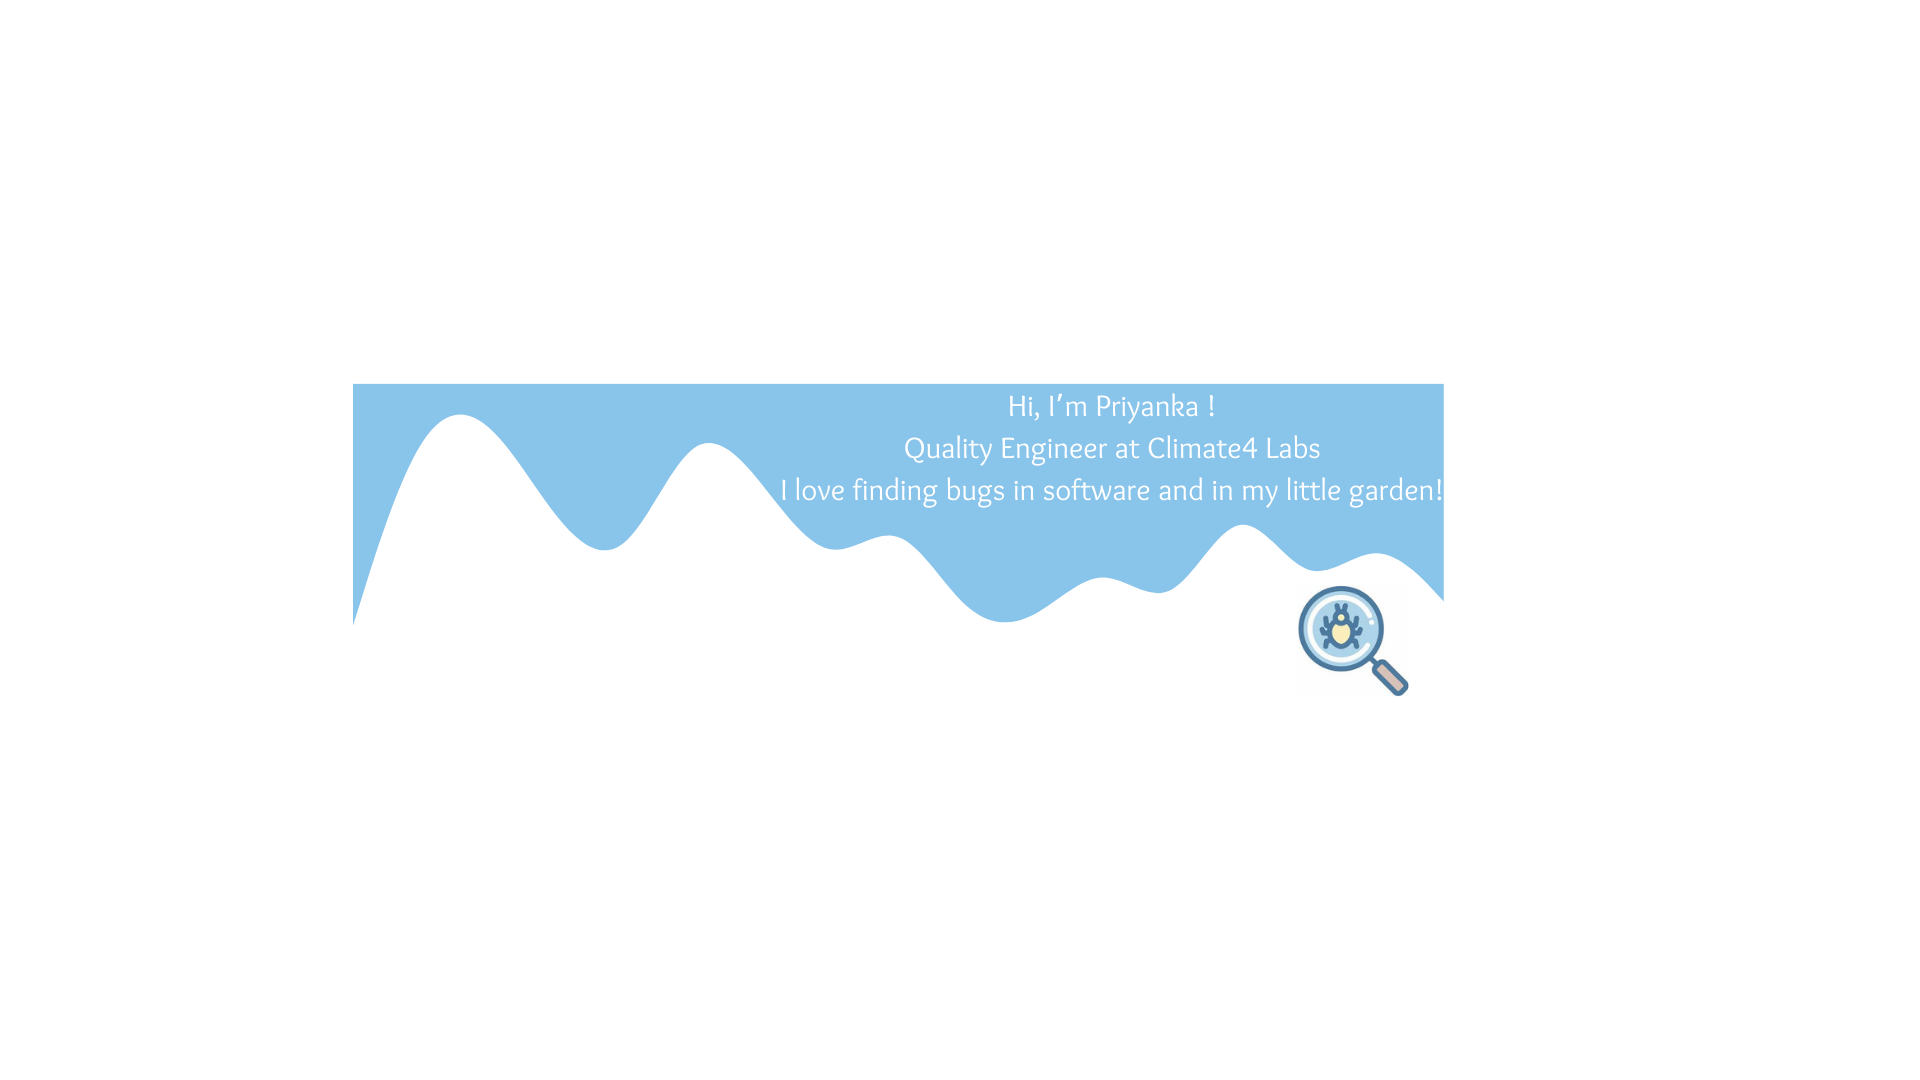 Hi, I′m Priyanka !
Quality Engineer at Climate4 Labs
I love finding bugs in software and in my little garden!